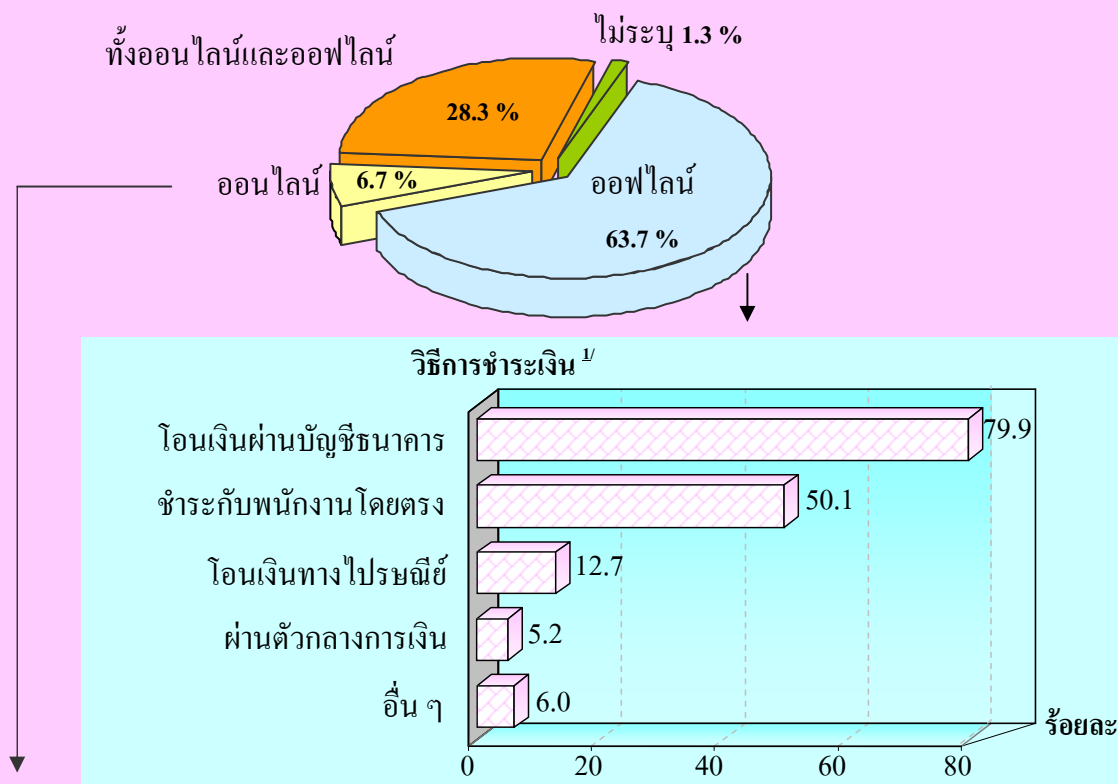 ไม่ระบุ 1.3 %
ทั้งออนไลน์และออฟไลน์
28.3 %
ออนไลน์
6.7 %
ออฟไลน์
63.7 %
วิธีการชำระเงิน 1/
โอนเงินผ่านบัญชีธนาคาร 79.9
ชำระกับพนักงานโดยตรง 50.1
โอนเงินทางไปรษณีย์ 12.7
ผ่านตัวกลางการเงิน 5.2
อื่น ๆ 6.0
ร้อยละ
0 20 40 60 80